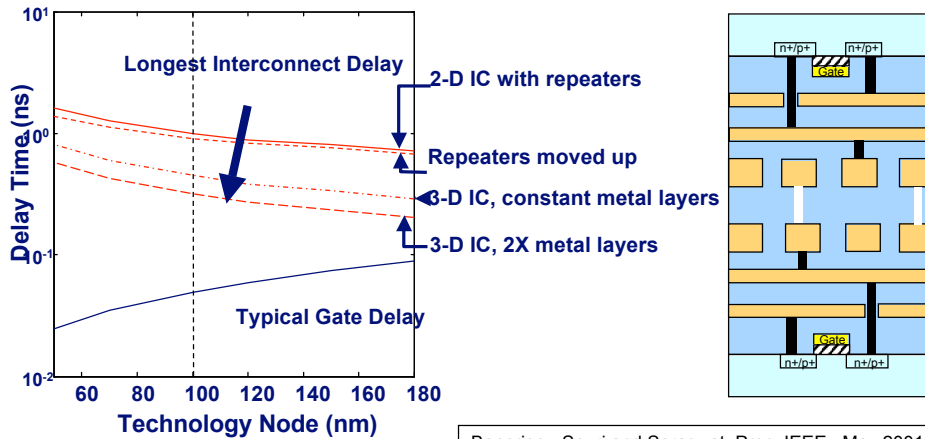 10¹
10⁰
10⁻¹
10⁻²
Delay Time (ns)
60 80 100 120 140 160 180
Technology Node (nm)
Longest Interconnect Delay
2-D IC with repeaters
Repeaters moved up
3-D IC, constant metal layers
3-D IC, 2X metal layers
Typical Gate Delay
n+/p+ n+/p+
Gate
Gate
n+/p+ n+/p+